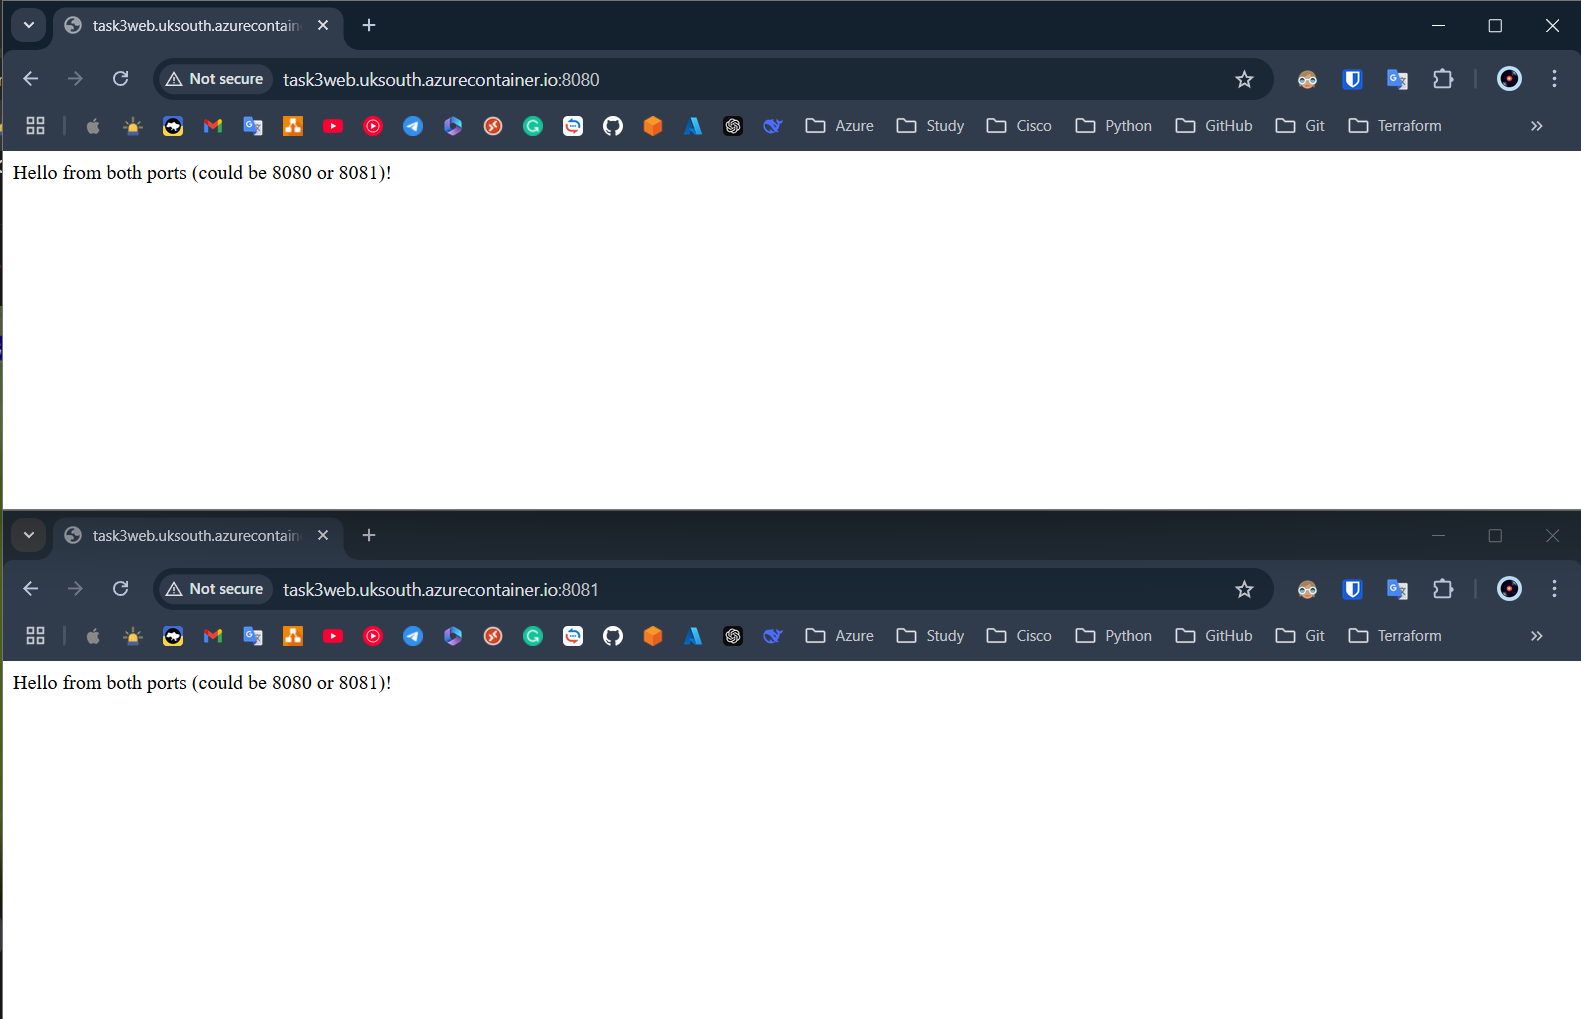 task3web.uksouth.azurecontain
Not secure task3web.uksouth.azurecontainer.io:8080
Azure Study Cisco Python GitHub Git Terraform
Hello from both ports (could be 8080 or 8081)!
task3web.uksouth.azurecontain
Not secure task3web.uksouth.azurecontainer.io:8081
Azure Study Cisco Python GitHub Git Terraform
Hello from both ports (could be 8080 or 8081)!